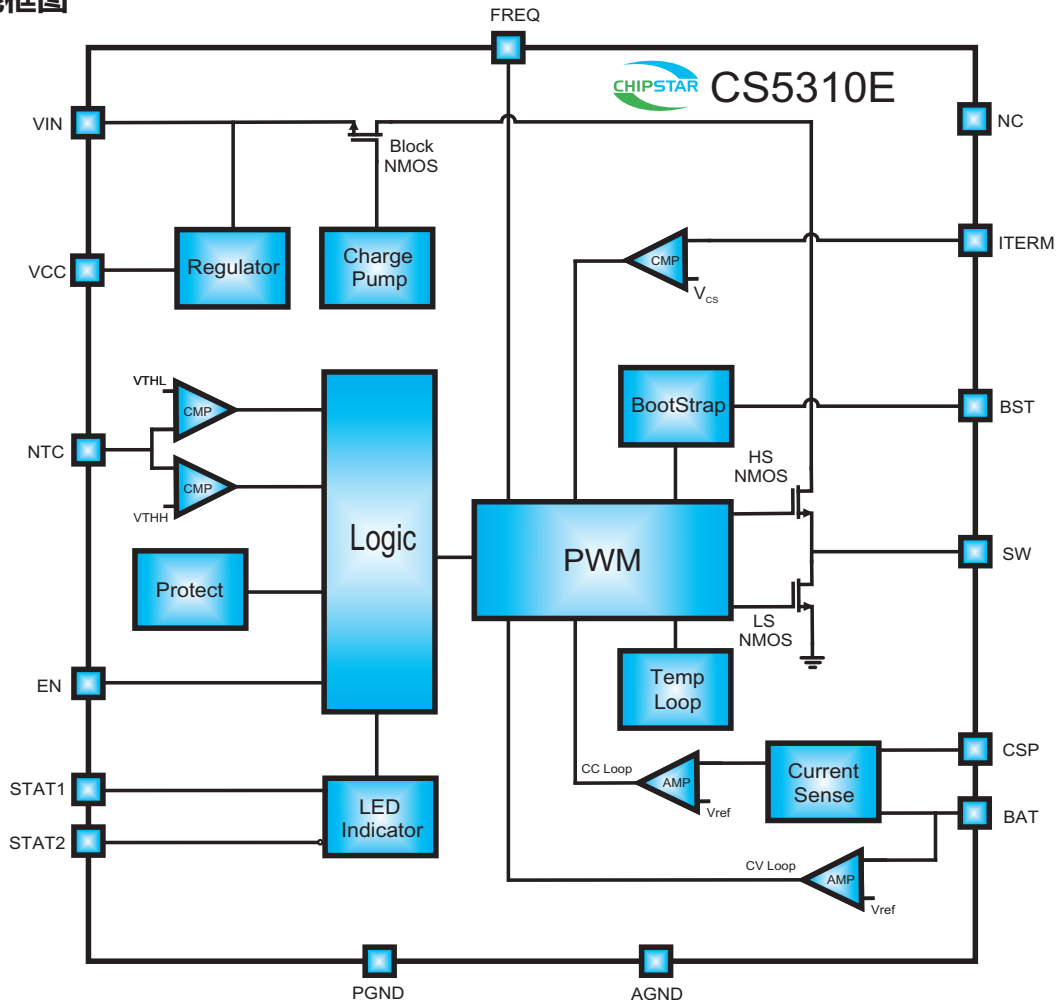 框图
FREQ
CHIPSTAR CS5310E
VIN
Block
NMOS
NC
Regulator
Charge
Pump
VCC
CMP
ITERM
Vcs
VTHL
CMP
NTC
CMP
VTHH
Logic
BootStrap
BST
HS
NMOS
PWM
SW
Protect
LS
NMOS
EN
Temp
Loop
STAT1
LED
Indicator
STAT2
CC Loop
AMP
Vref
Current
Sense
CSP
BAT
CV Loop
AMP
Vref
PGND
AGND